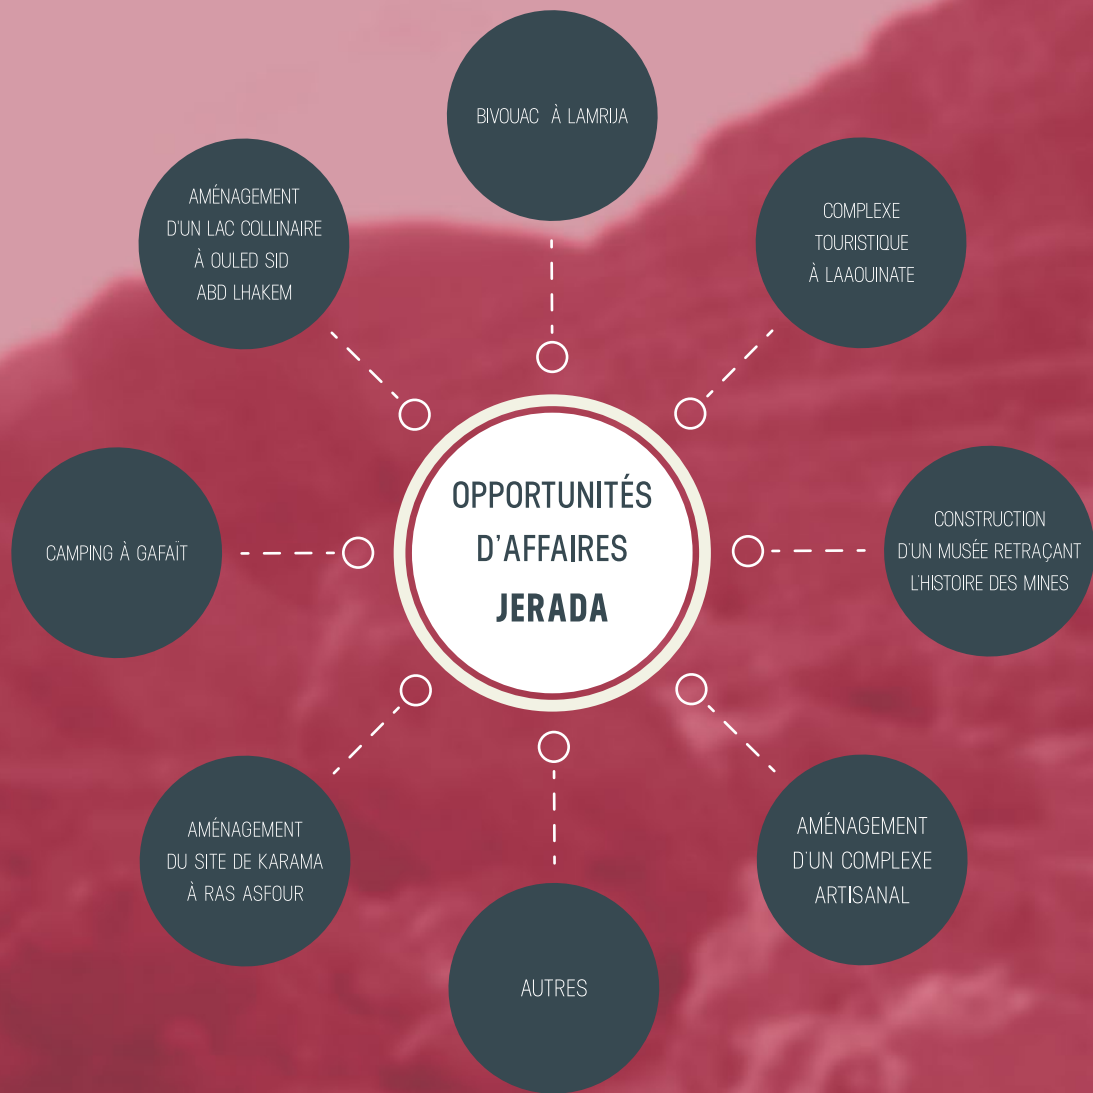 BIVOUAC À LAMRIJA
AMÉNAGEMENT
D'UN LAC COLLINAIRE
À OULED SID
ABD LHAKEM
COMPLEXE
TOURISTIQUE
À LAAOUINATE
OPPORTUNITÉS
D'AFFAIRES
JERADA
CAMPING À GAFAÏT
CONSTRUCTION
D'UN MUSÉE RETRAÇANT
L'HISTOIRE DES MINES
AMÉNAGEMENT
DU SITE DE KARAMA
À RAS ASFOUR
AMÉNAGEMENT
D'UN COMPLEXE
ARTISANAL
AUTRES